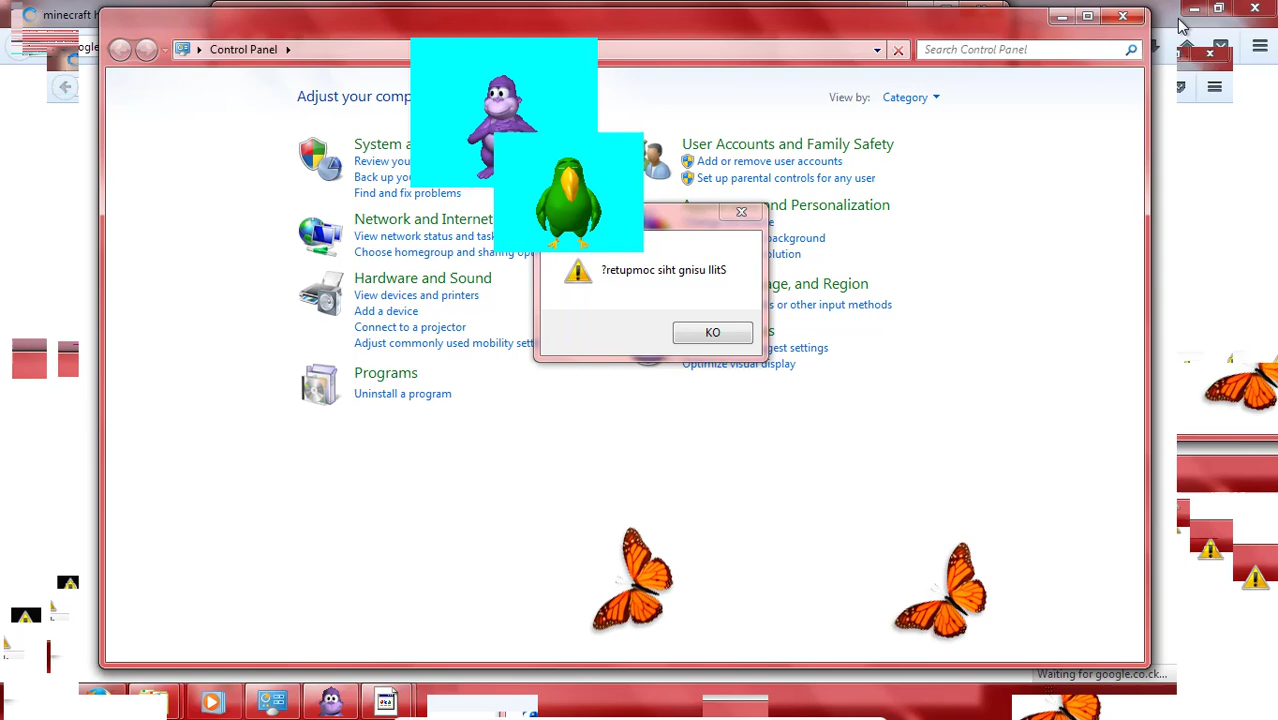 minecraft h
Control Panel
Search Control Panel
google
Adjust your comp
View by: Category
System a
Review you
Back up you
Find and fix problems
Network and Internet
View network status and task
Choose homegroup and sharing op
Hardware and Sound
View devices and printers
Add a device
Connect to a projector
Adjust commonly used mobility sett
Programs
Uninstall a program
User Accounts and Family Safety
Add or remove user accounts
Set up parental controls for any user
and Personalization
background
olution
age, and Region
s or other input methods
s
gest settings
Optimize visual display
?retupmoc siht gnisu llitS
KO
Waiting for google.co.ck...